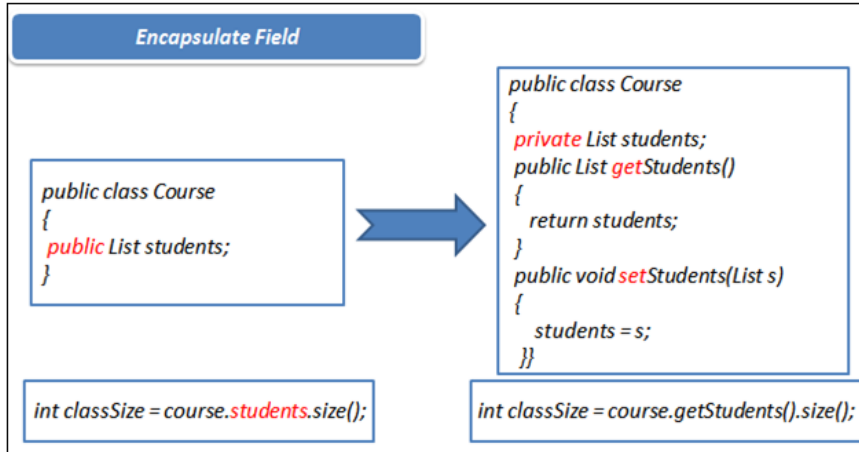 Encapsulate Field
public class Course
{
public List students;
}
int classSize = course.students.size();
public class Course
{
private List students;
public List getStudents()
{
return students;
}
public void setStudents(List s)
{
students = s;
}}
int classSize = course.getStudents().size();